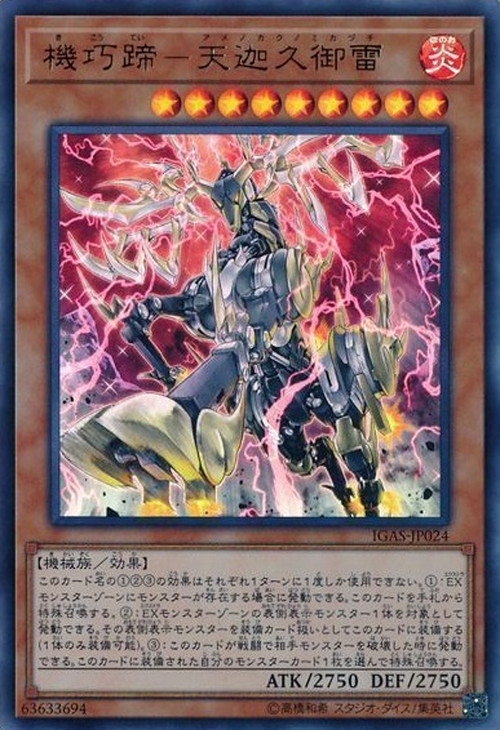 機巧蹄－天迦久御雷
炎
IGAS-JP024
【機械族／効果】
このカード名の①②③の効果はそれぞれ1ターンに1度しか使用できない。①：EX
モンスターゾーンにモンスターが存在する場合に発動できる。このカードを手札から
特殊召喚する。②：EXモンスターゾーンの表側表示モンスター1体を対象として
発動できる。その表側表示モンスターを装備カード扱いとしてこのカードに装備する
（1体のみ装備可能）。③：このカードが戦闘で相手モンスターを破壊した時に発動
できる。このカードに装備された自分のモンスターカード1枚を選んで特殊召喚する。
ATK/2750 DEF/2750
63633694 ©高橋和希 スタジオ・ダイス/集英社